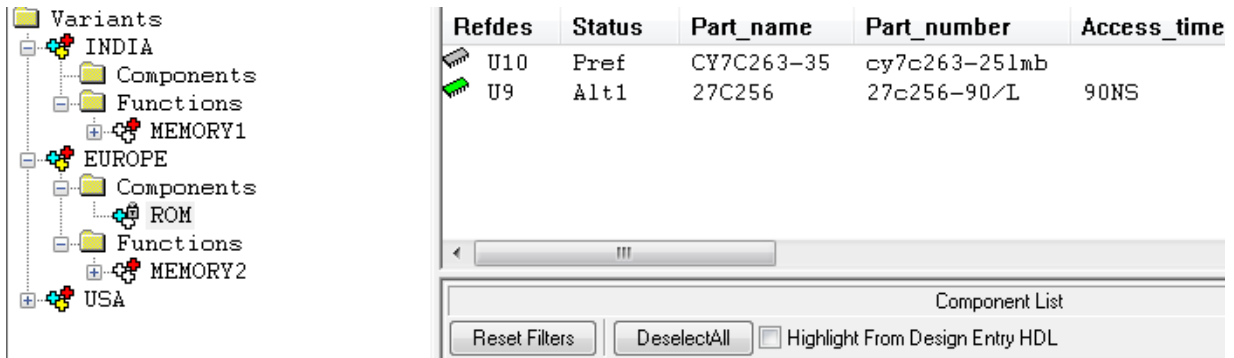 Variants
INDIA
Components
Functions
MEMORY1
EUROPE
Components
ROM
Functions
MEMORY2
USA
Refdes Status Part_name Part_number Access_time
U10 Pref CY7C263-35 cy7c263-25lmb
U9 Alt1 27C256 27c256-90/L 90NS
Component List
Reset Filters DeselectAll Highlight From Design Entry HDL